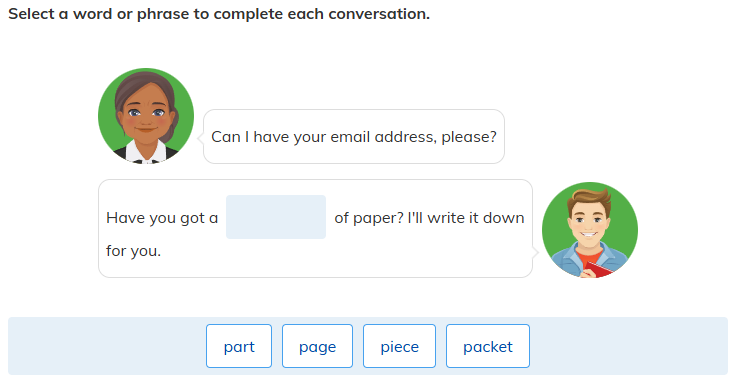 Select a word or phrase to complete each conversation.
Can I have your email address, please?
Have you got a of paper? I'll write it down
for you.
part page piece packet